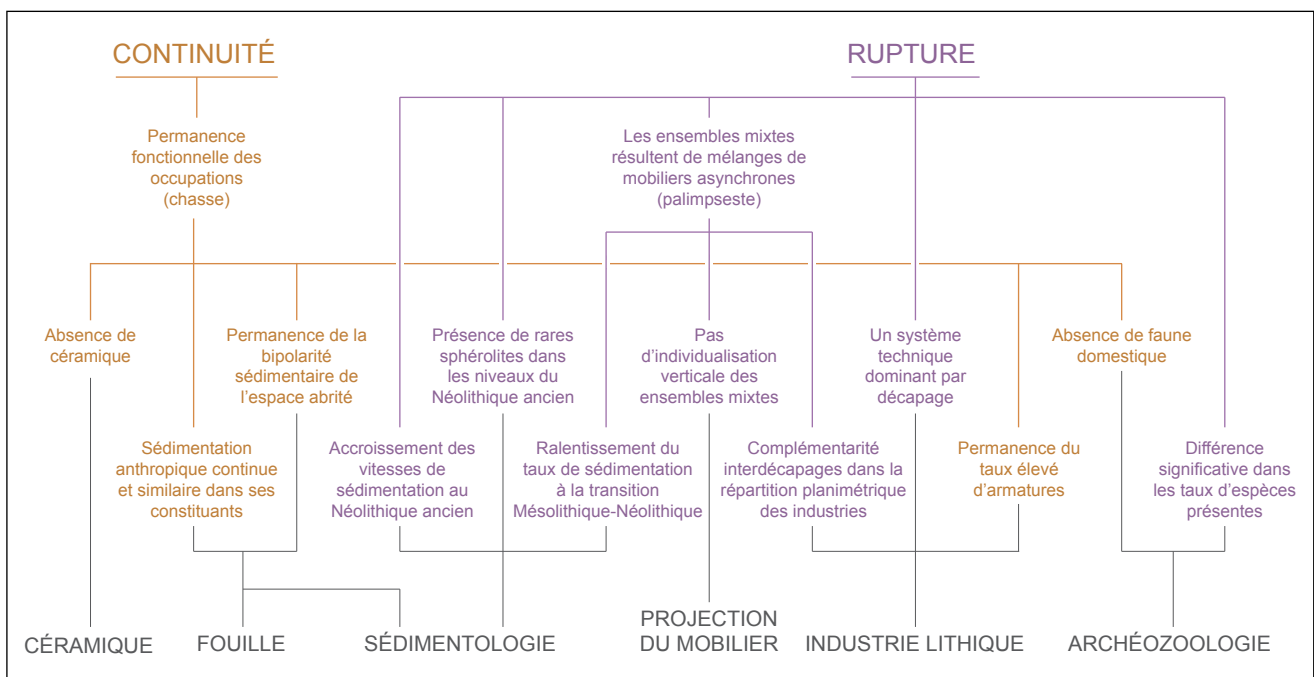 CONTINUITÉ
RUPTURE
Permanence
fonctionnelle des
occupations
(chasse)
Les ensembles mixtes
résultent de mélanges de
mobiliers asynchrones
(palimpseste)
Absence de
céramique
Permanence de la
bipolarité
sédimentaire de
l'espace abrité
Présence de rares
sphérolites dans
les niveaux du
Néolithique ancien
Pas
d'individualisation
verticale des
ensembles mixtes
Un système
technique
dominant par
décapage
Absence de faune
domestique
Sédimentation
anthropique continue
et similaire dans ses
constituants
Accroissement des
vitesses de
sédimentation au
Néolithique ancien
Ralentissement du
taux de sédimentation
à la transition
Mésolithique-Néolithique
Complémentarité
interdécapages dans la
répartition planimétrique
des industries
Permanence du
taux élevé
d'armatures
Différence
significative dans
les taux d'espèces
présentes
CÉRAMIQUE
FOUILLE
SÉDIMENTOLOGIE
PROJECTION
DU MOBILIER
INDUSTRIE LITHIQUE
ARCHÉOZOOLOGIE